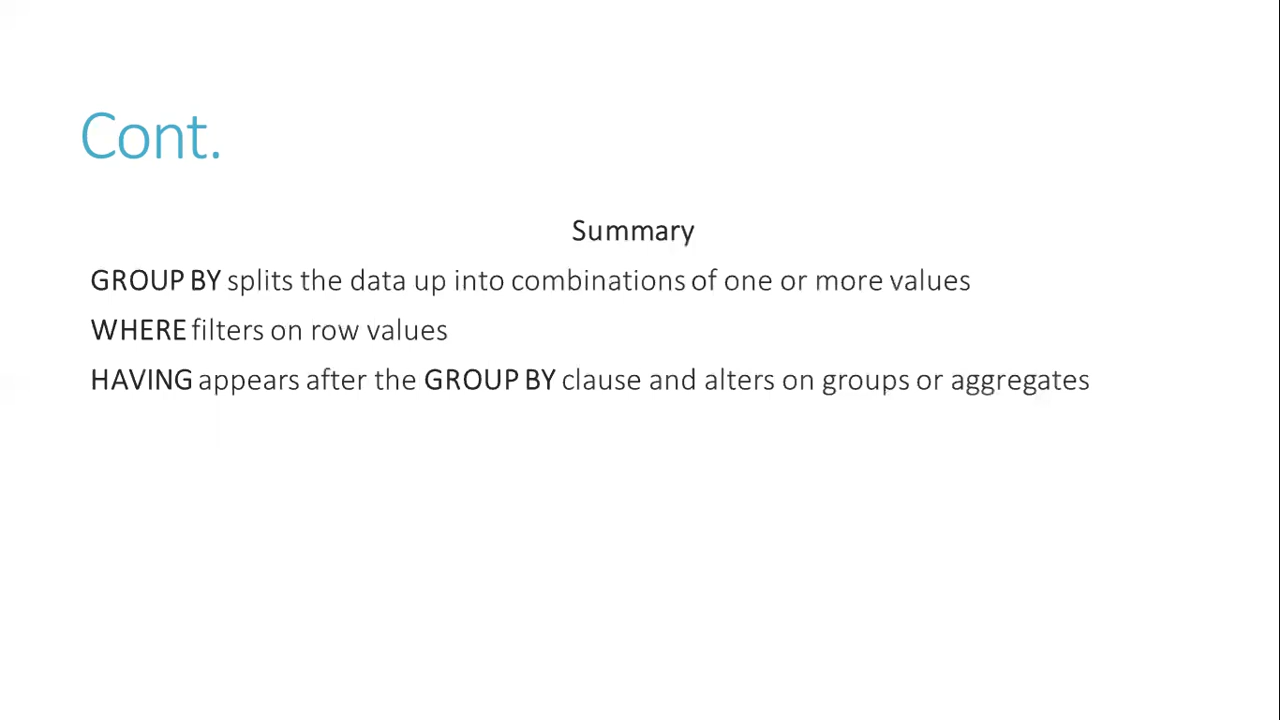 Cont.
Summary
GROUP BY splits the data up into combinations of one or more values
WHERE filters on row values
HAVING appears after the GROUP BY clause and alters on groups or aggregates